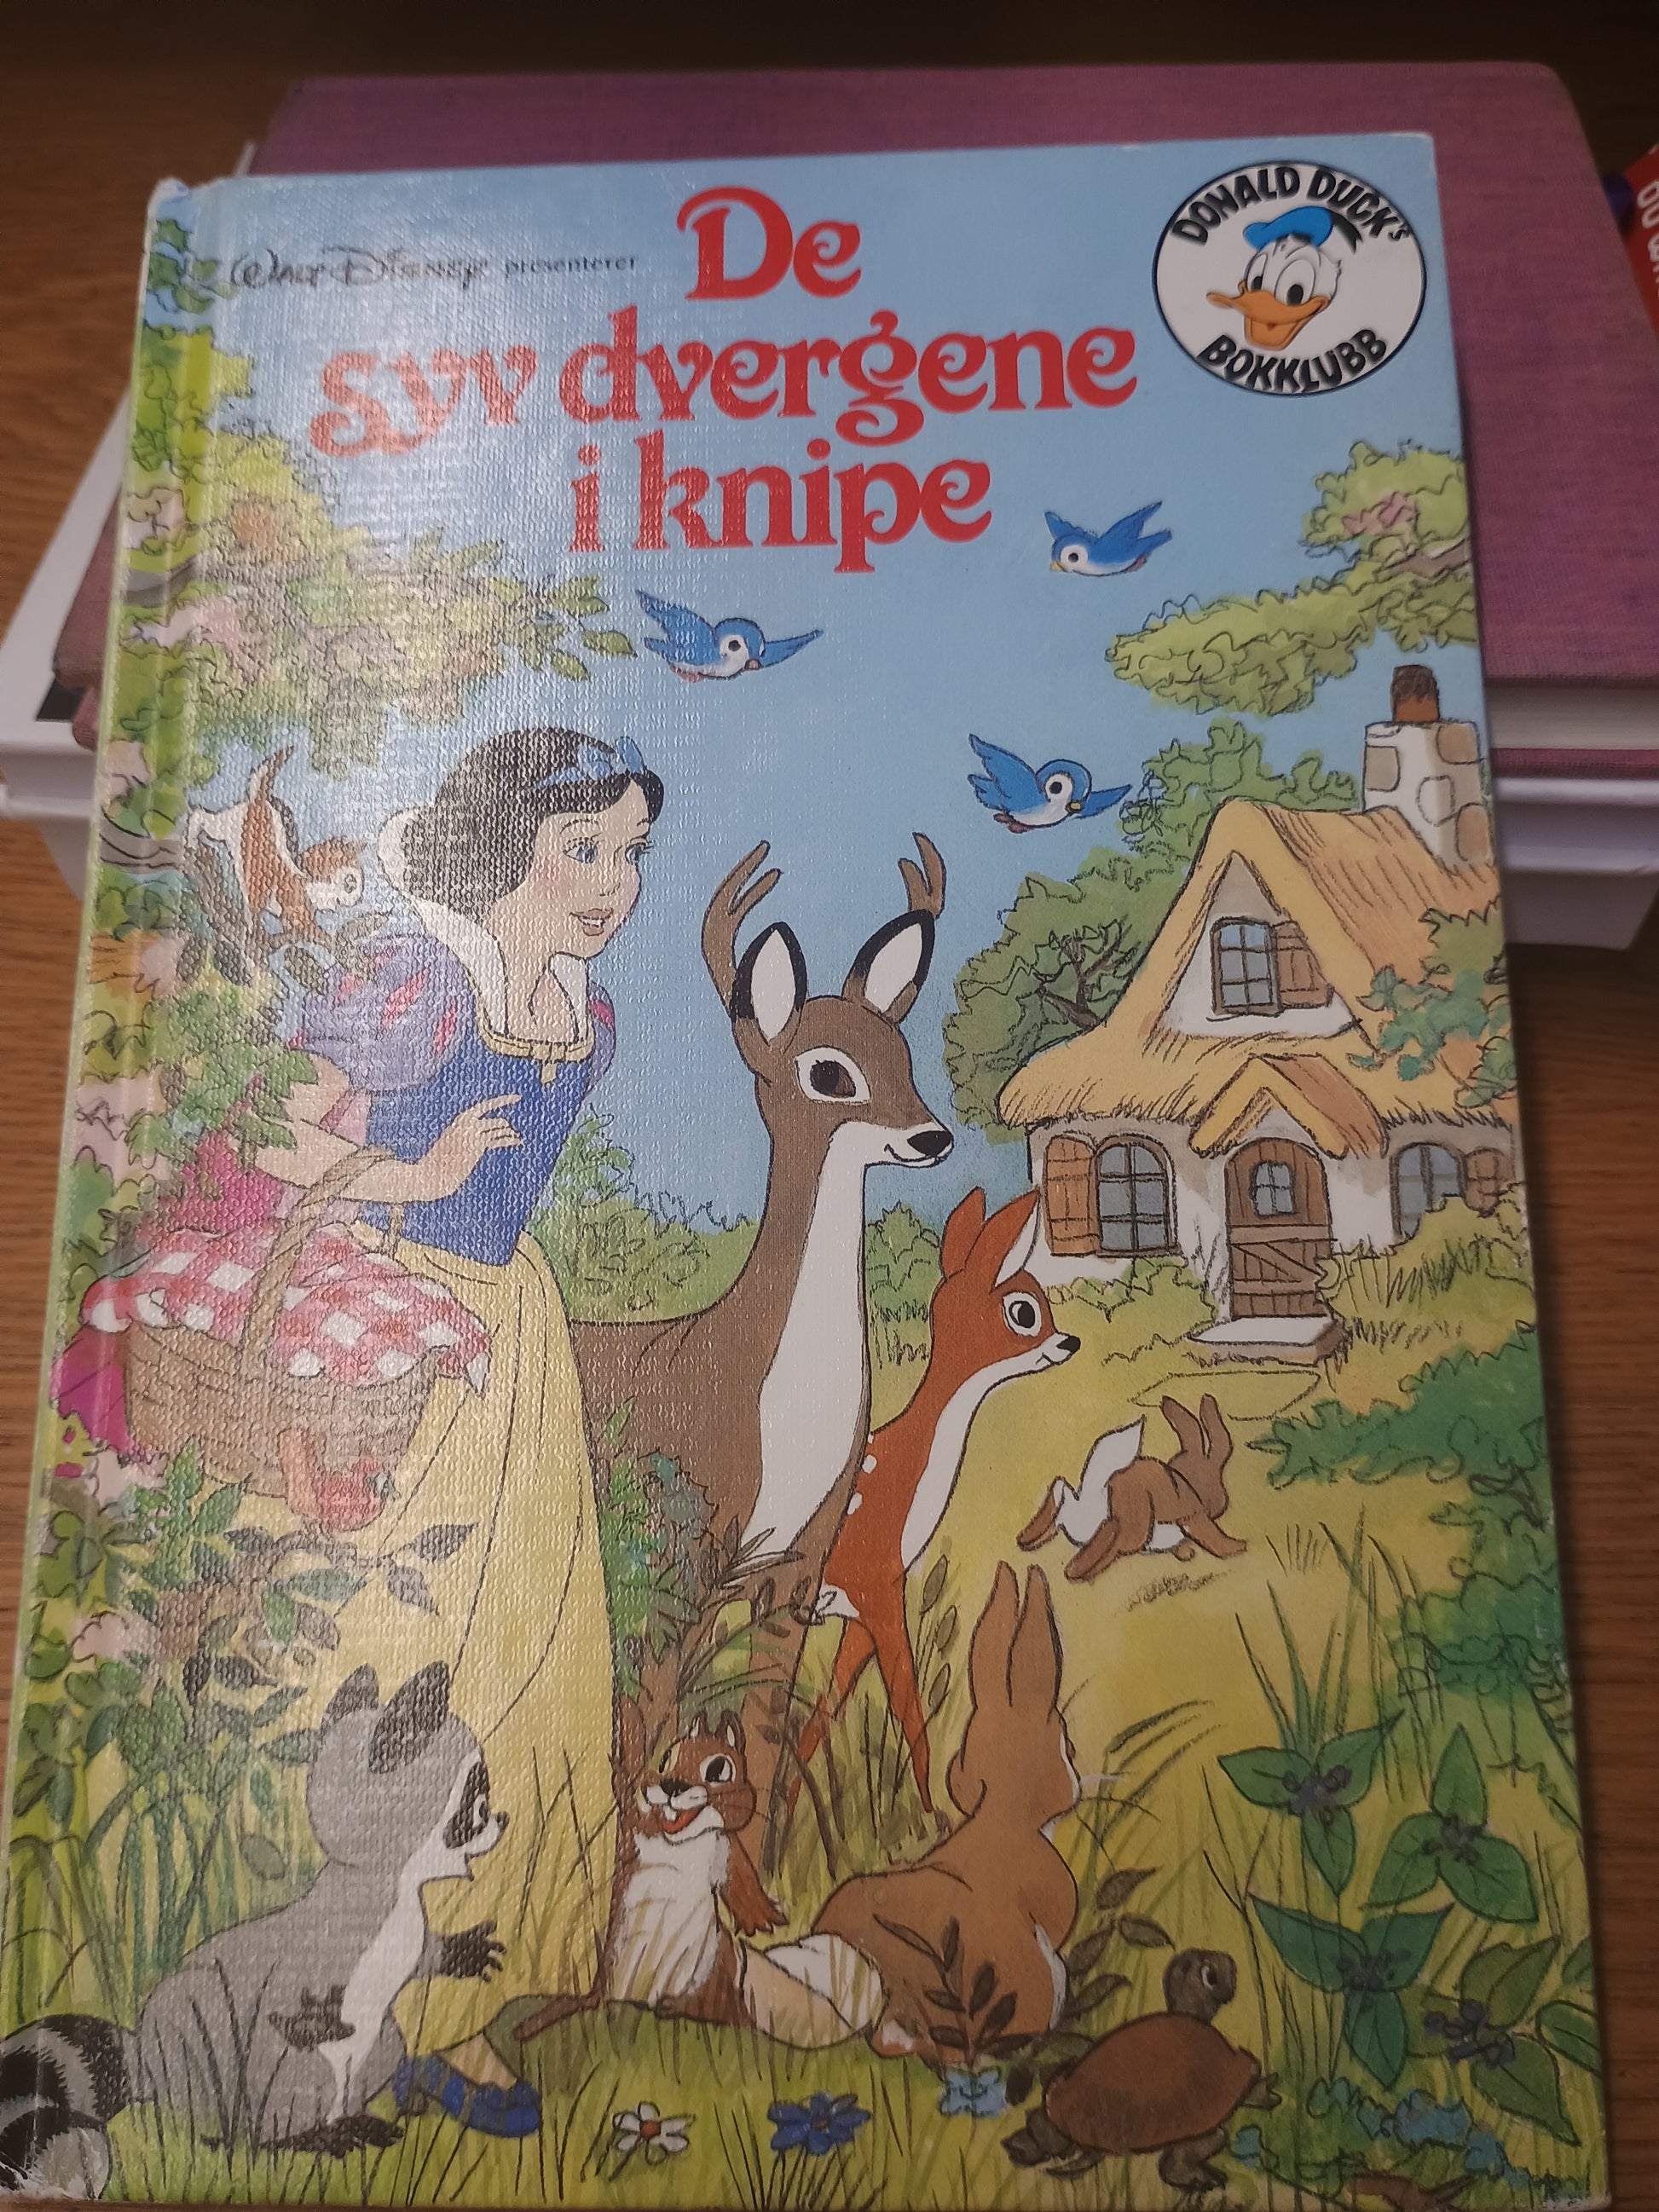 Walt Disney presenterer
De
syv dvergene
i knipe
DONALD DUCK's
BOKKLUBB